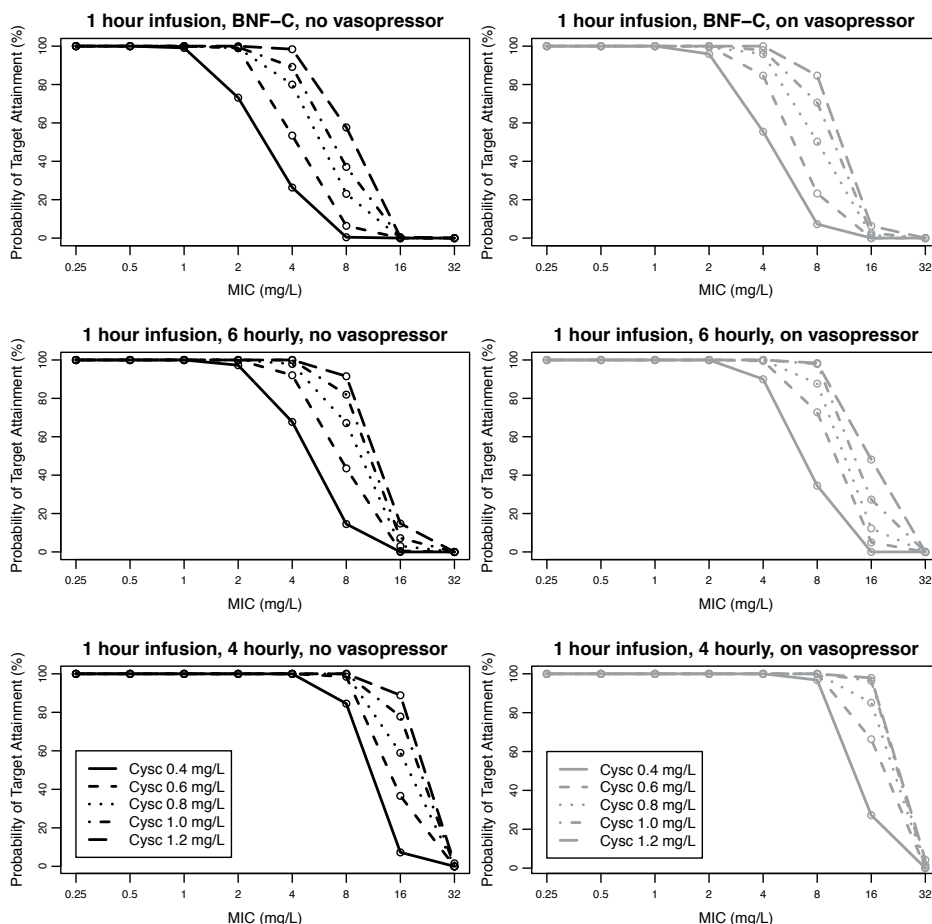 1 hour infusion, BNF−C, no vasopressor
Probability of Target Attainment (%)
100
80
60
40
20
0
0.25 0.5 1 2 4 8 16 32
MIC (mg/L)
1 hour infusion, BNF−C, on vasopressor
Probability of Target Attainment (%)
100
80
60
40
20
0
0.25 0.5 1 2 4 8 16 32
MIC (mg/L)
1 hour infusion, 6 hourly, no vasopressor
Probability of Target Attainment (%)
100
80
60
40
20
0
0.25 0.5 1 2 4 8 16 32
MIC (mg/L)
1 hour infusion, 6 hourly, on vasopressor
Probability of Target Attainment (%)
100
80
60
40
20
0
0.25 0.5 1 2 4 8 16 32
MIC (mg/L)
1 hour infusion, 4 hourly, no vasopressor
Probability of Target Attainment (%)
100
80
60
40
20
0
Cysc 0.4 mg/L
Cysc 0.6 mg/L
Cysc 0.8 mg/L
Cysc 1.0 mg/L
Cysc 1.2 mg/L
0.25 0.5 1 2 4 8 16 32
MIC (mg/L)
1 hour infusion, 4 hourly, on vasopressor
Probability of Target Attainment (%)
100
80
60
40
20
0
Cysc 0.4 mg/L
Cysc 0.6 mg/L
Cysc 0.8 mg/L
Cysc 1.0 mg/L
Cysc 1.2 mg/L
0.25 0.5 1 2 4 8 16 32
MIC (mg/L)